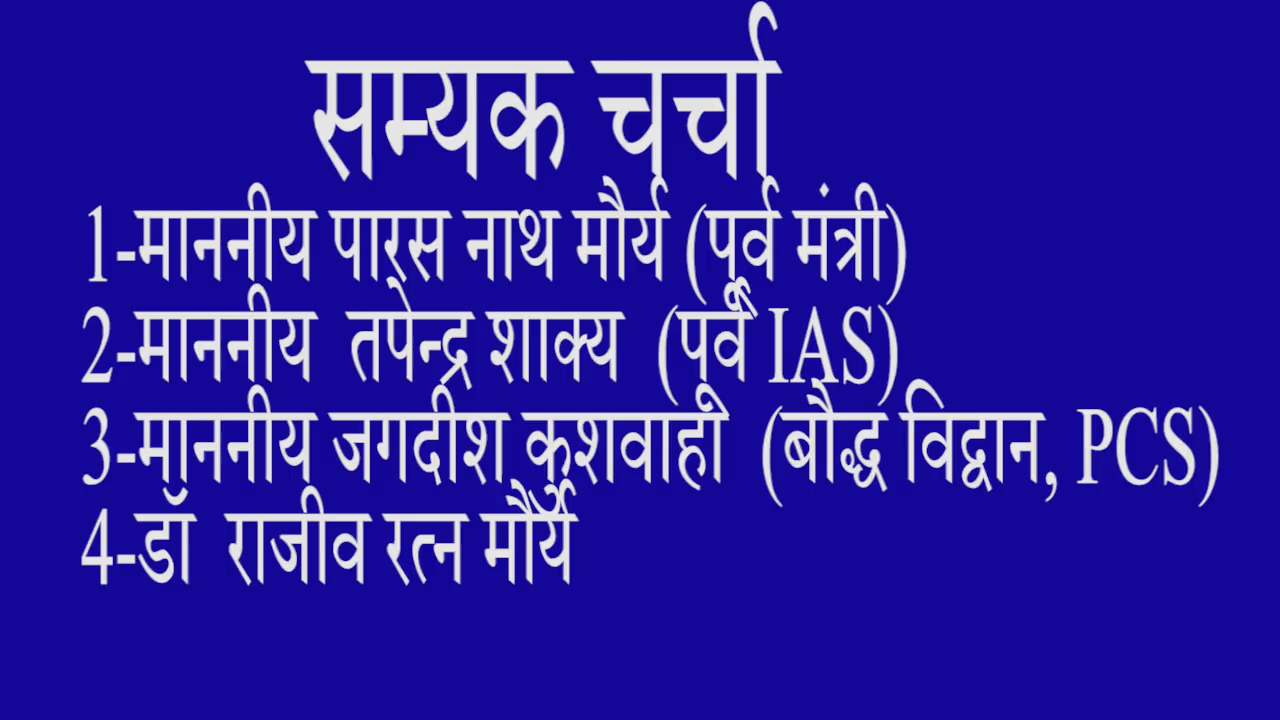 सम्यक चर्चा
1-माननीय पारस नाथ मौर्य (पूर्व मंत्री)
2-माननीय तपेन्द्र शाक्य (पूर्व IAS)
3-माननीय जगदीश कुशवाहा (बौद्ध विद्वान, PCS)
4-डॉ राजीव रत्न मौर्य